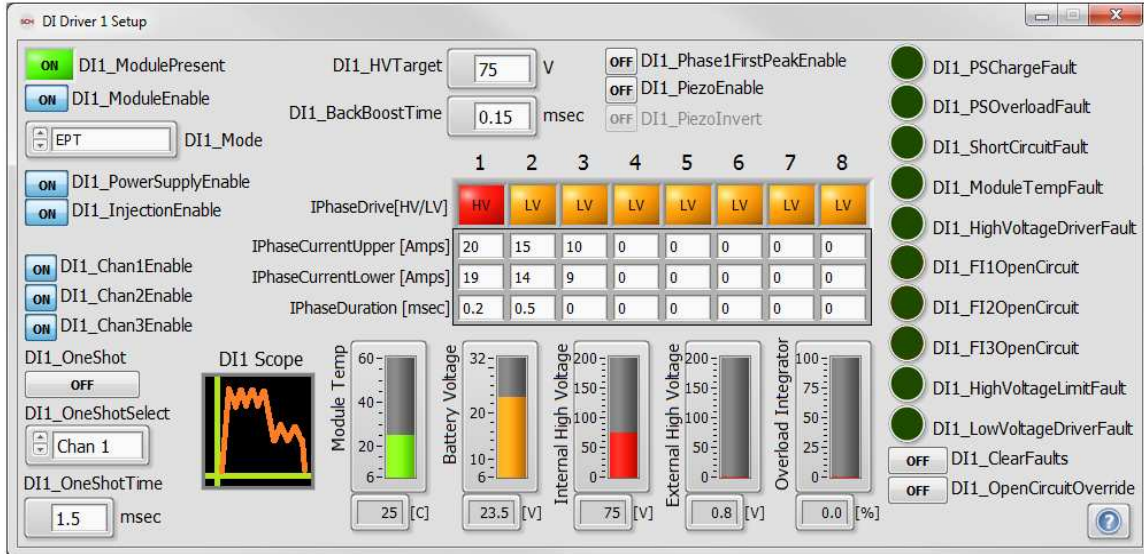 SCM DI Driver 1 Setup
ON DI1_ModulePresent
ON DI1_ModuleEnable
EPT DI1_Mode
ON DI1_PowerSupplyEnable
ON DI1_InjectionEnable
ON DI1_Chan1Enable
ON DI1_Chan2Enable
ON DI1_Chan3Enable
DI1_OneShot
OFF
DI1_OneShotSelect
Chan 1
DI1_OneShotTime
1.5 msec
DI1_HVTarget 75 V
DI1_BackBoostTime 0.15 msec
OFF DI1_Phase1FirstPeakEnable
OFF DI1_PiezoEnable
OFF DI1_PiezoInvert
1 2 3 4 5 6 7 8
IPhaseDrive[HV/LV] HV LV LV LV LV LV LV LV
IPhaseCurrentUpper [Amps] 20 15 10 0 0 0 0 0
IPhaseCurrentLower [Amps] 19 14 9 0 0 0 0 0
IPhaseDuration [msec] 0.2 0.5 0 0 0 0 0 0
DI1 Scope
Module Temp
60
40
20
6
25 [C]
Battery Voltage
32
20
10
6
23.5 [V]
Internal High Voltage
200
150
100
50
0
75 [V]
External High Voltage
200
150
100
50
0
0.8 [V]
Overload Integrator
100
75
50
25
0
0.0 [%]
DI1_PSChargeFault
DI1_PSOverloadFault
DI1_ShortCircuitFault
DI1_ModuleTempFault
DI1_HighVoltageDriverFault
DI1_FI1OpenCircuit
DI1_FI2OpenCircuit
DI1_FI3OpenCircuit
DI1_HighVoltageLimitFault
DI1_LowVoltageDriverFault
OFF DI1_ClearFaults
OFF DI1_OpenCircuitOverride
?